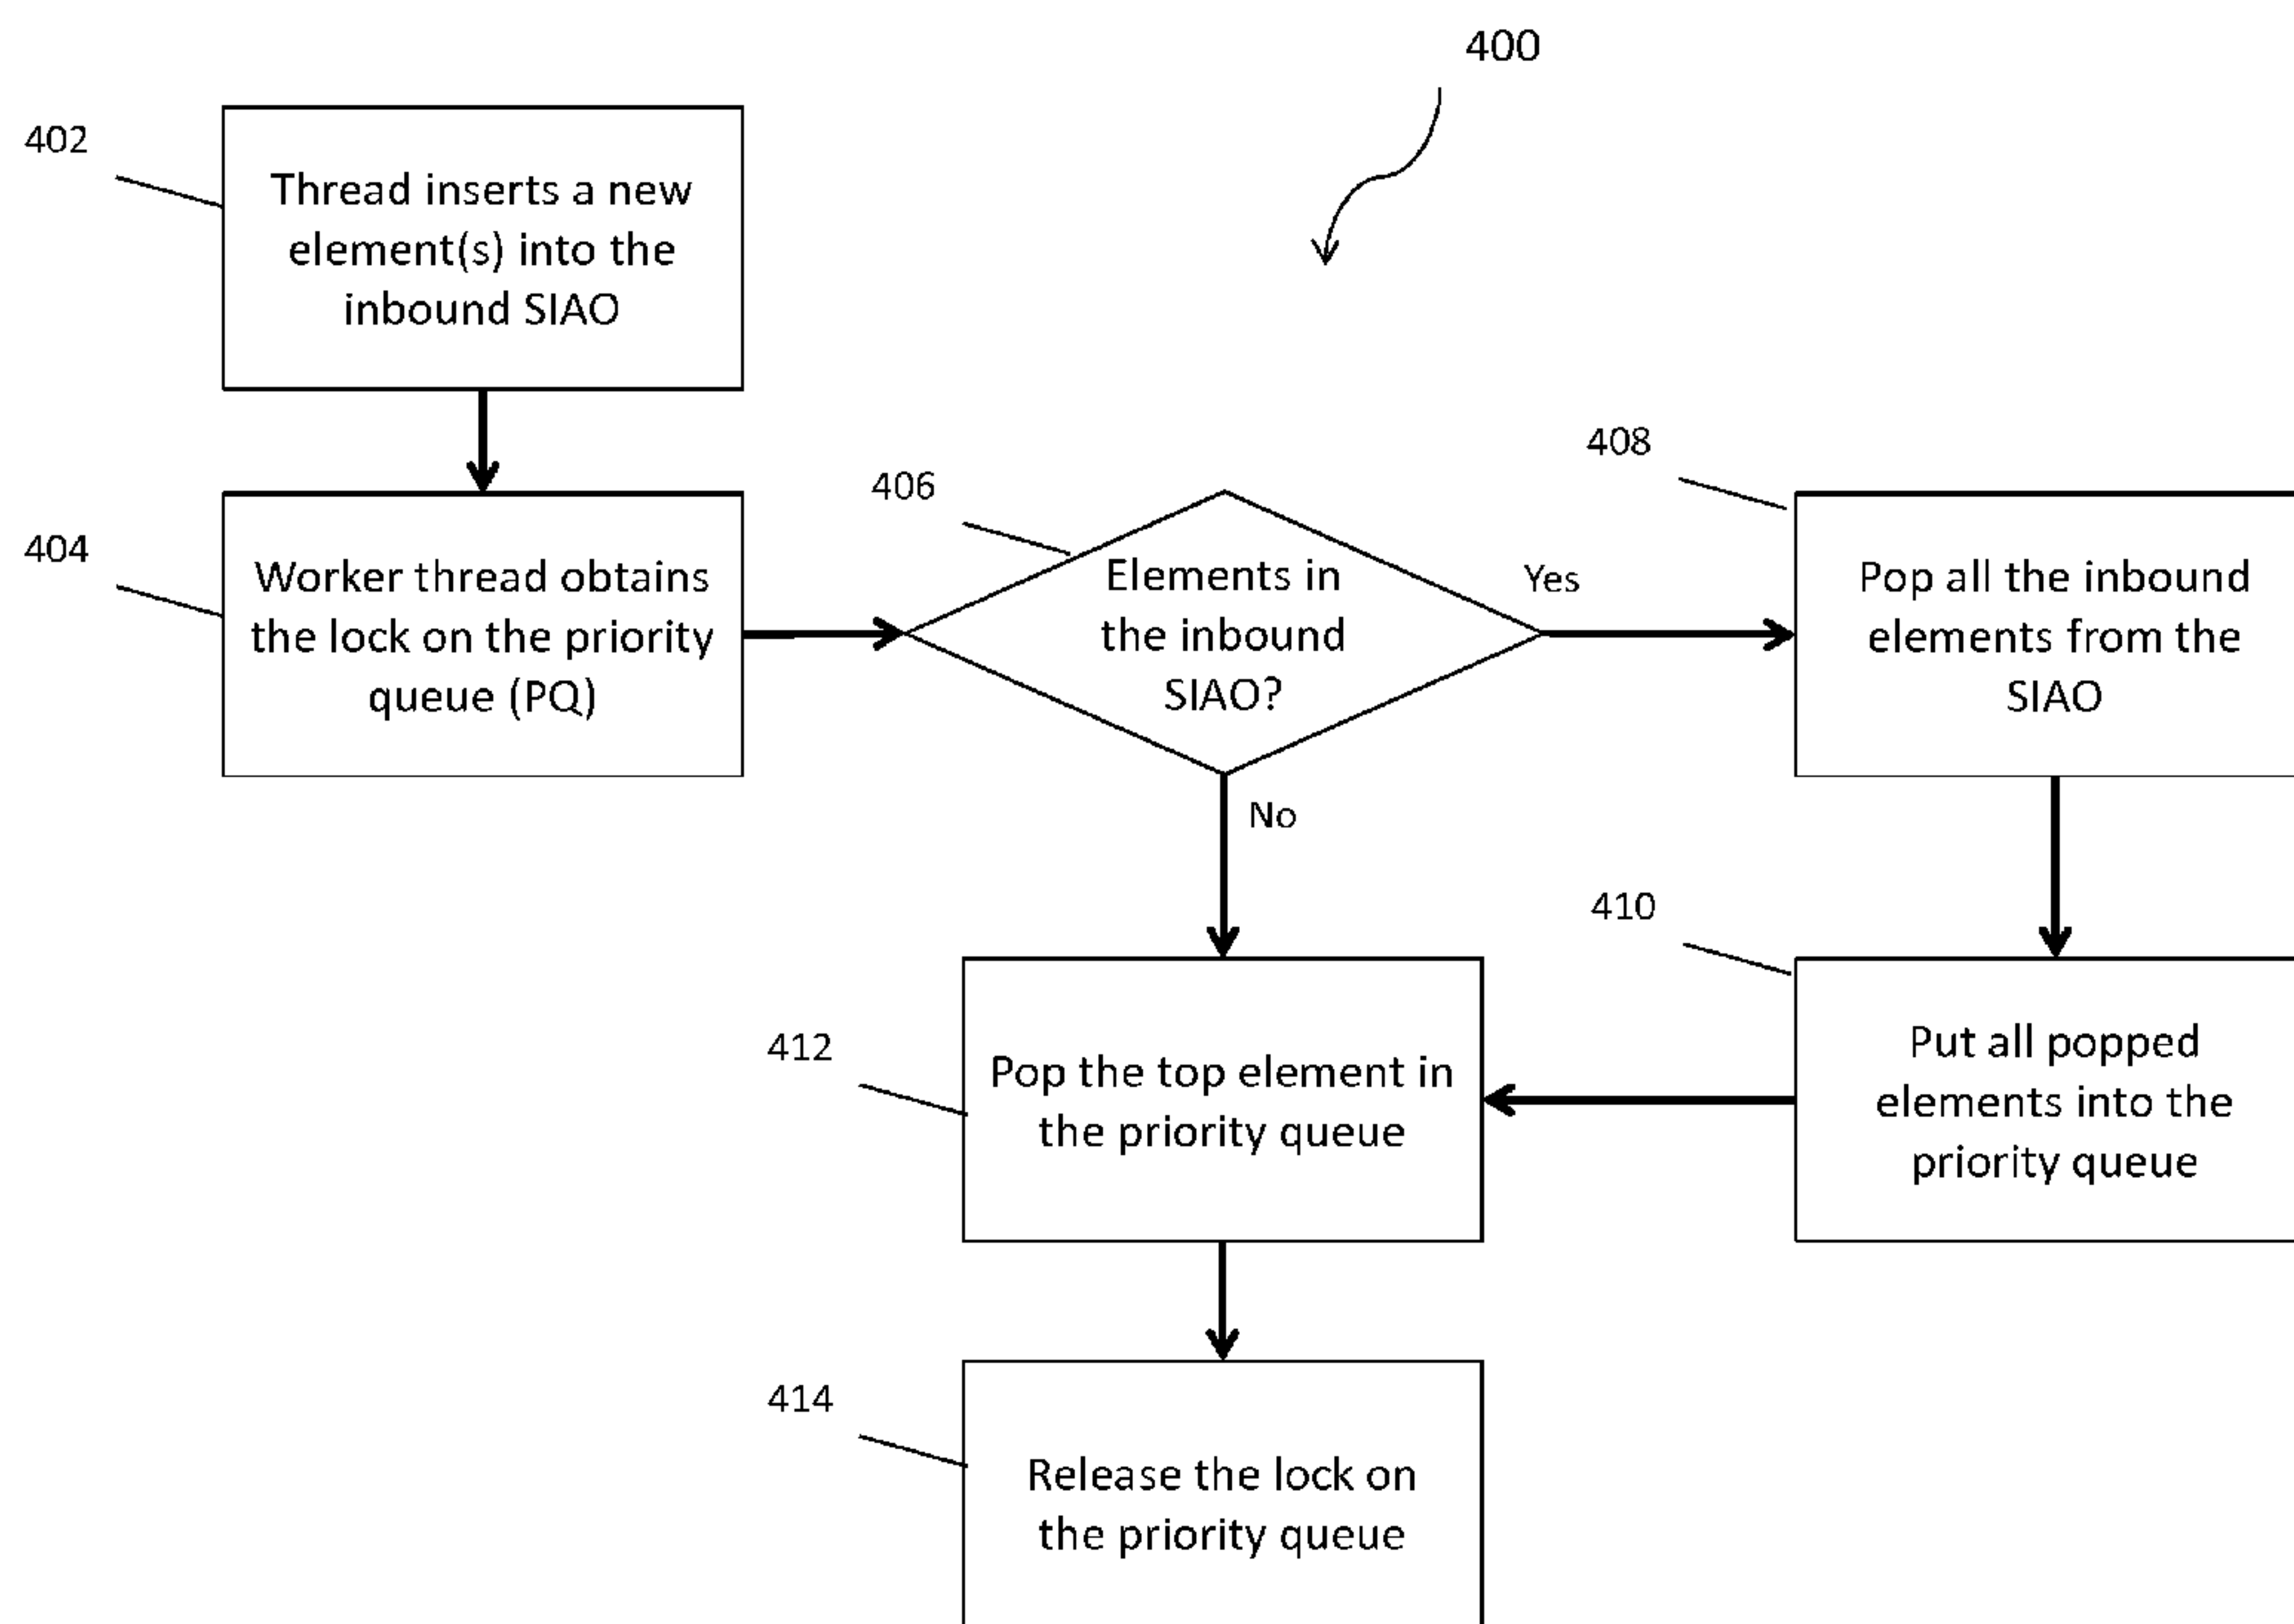 400
402
Thread inserts a new
element(s) into the
inbound SIAO
404
Worker thread obtains
the lock on the priority
queue (PQ)
406
Elements in
the inbound
SIAO?
Yes
No
408
Pop all the inbound
elements from the
SIAO
410
Put all popped
elements into the
priority queue
412
Pop the top element in
the priority queue
414
Release the lock on
the priority queue